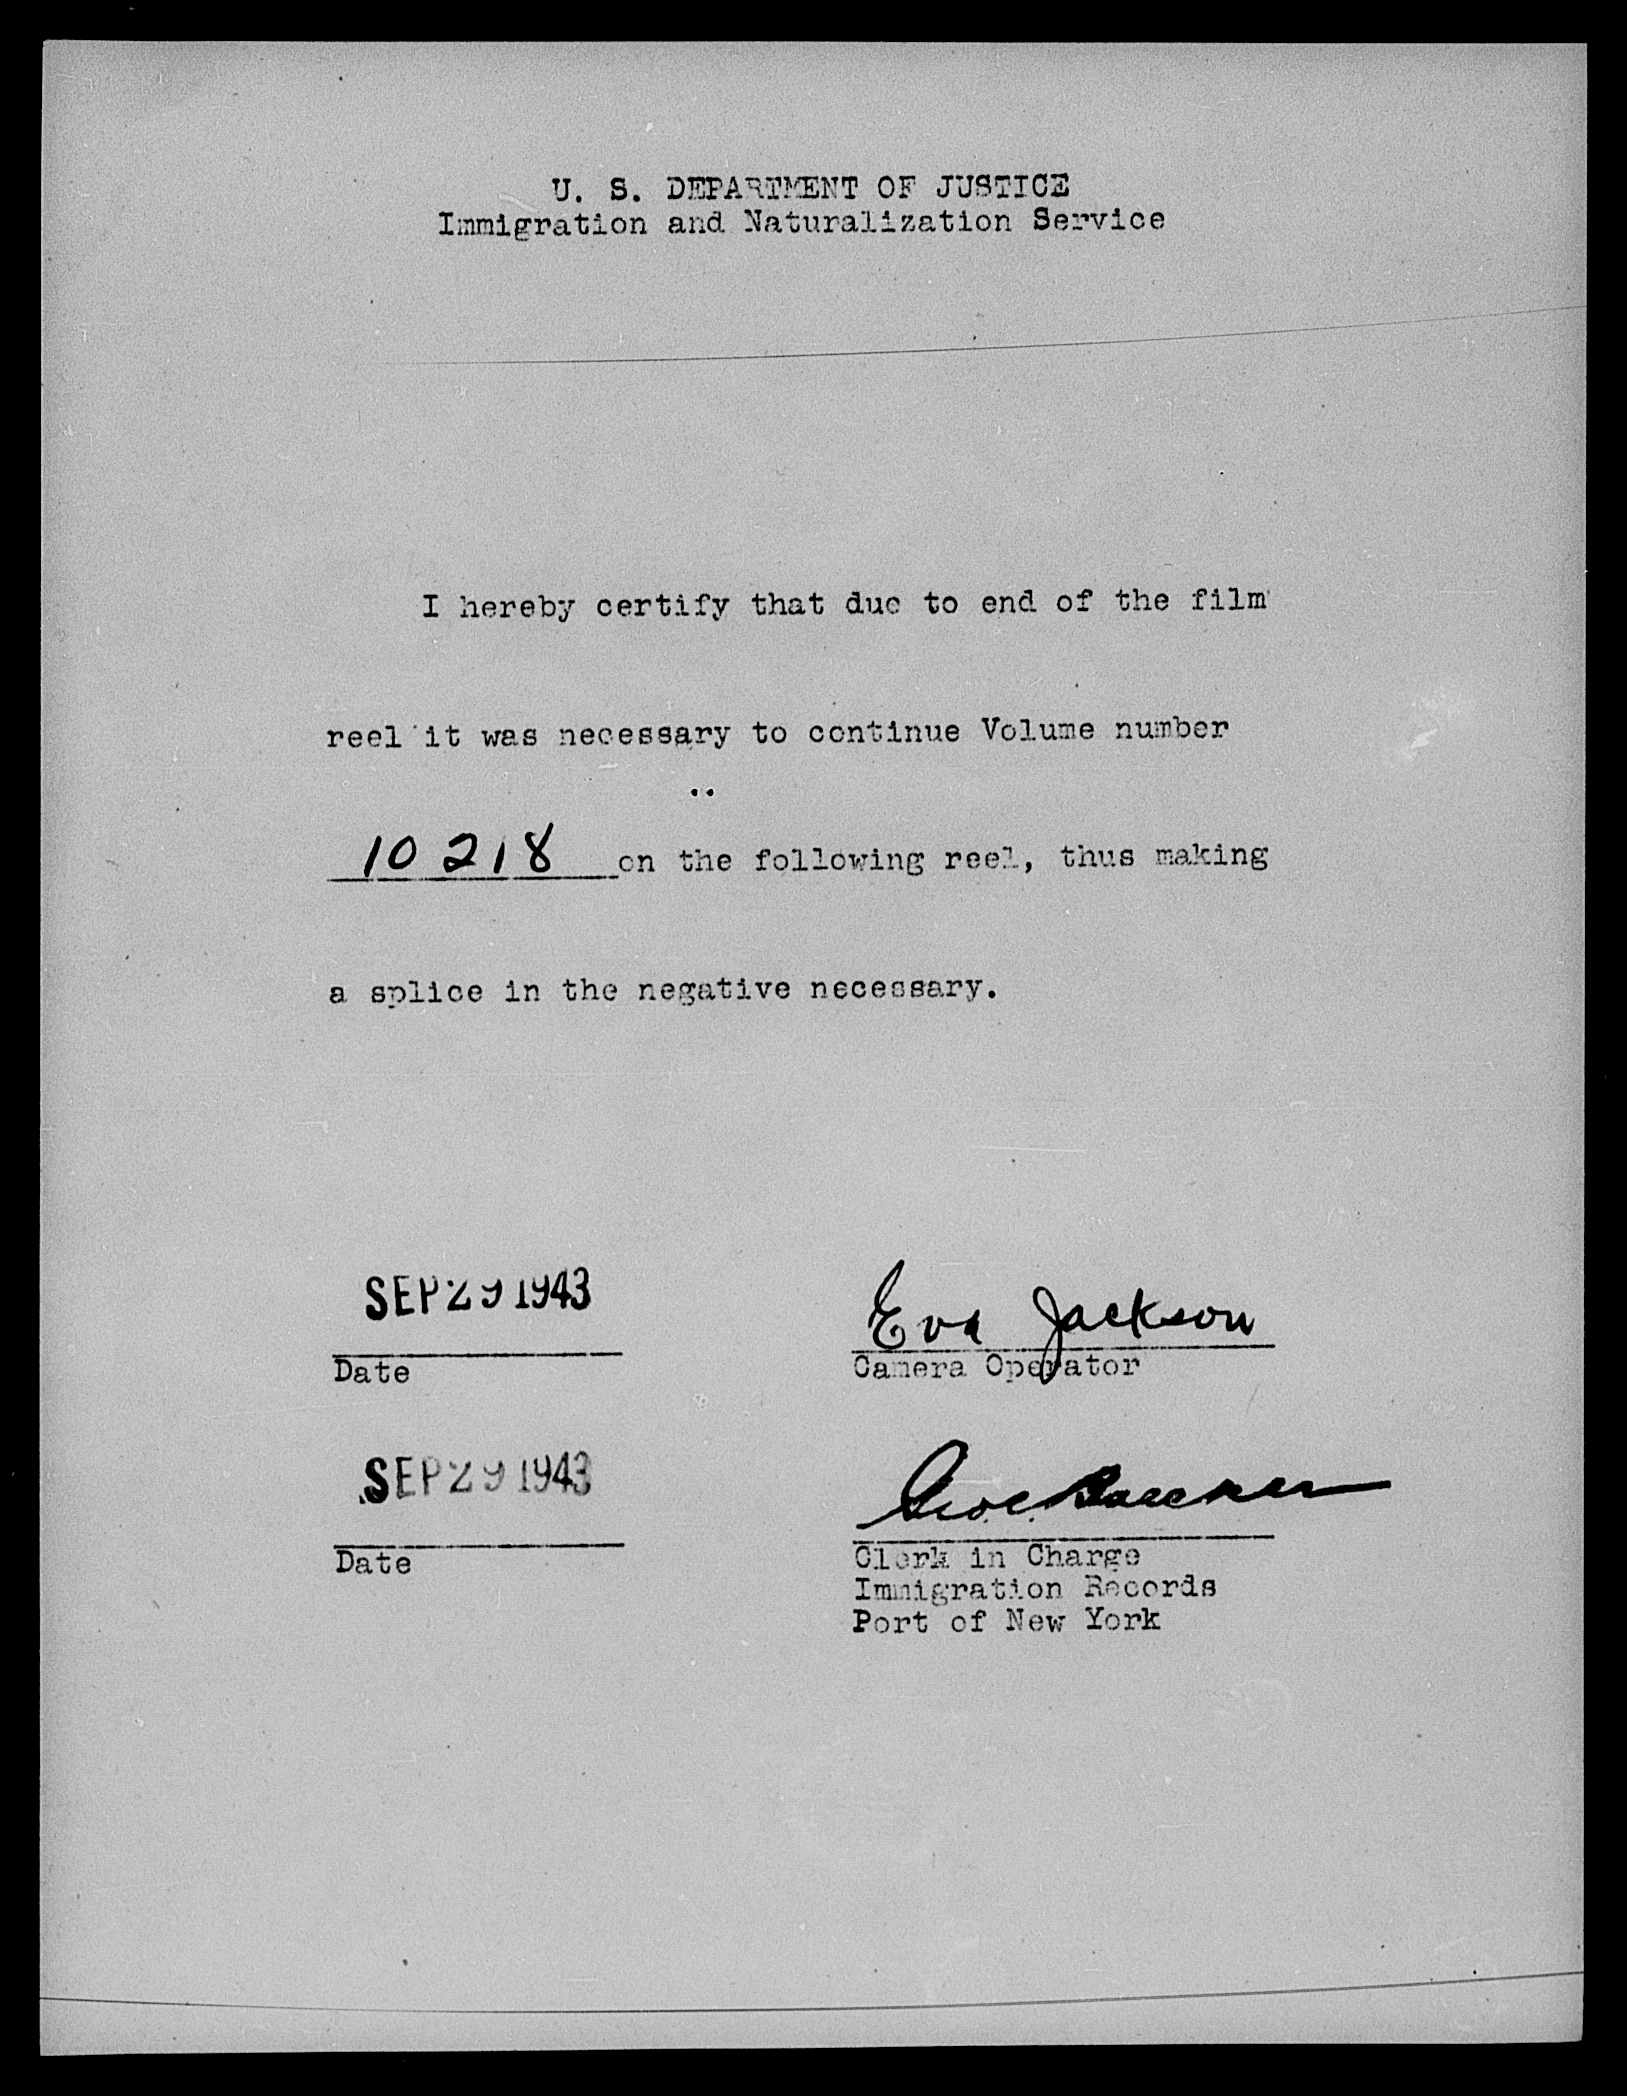 U. S. DEPARTMENT OF JUSTICE
Immigration and Naturalization Service
I hereby certify that due to end of the film
reel it was necessary to continue Volume number
10218 on the following reel, thus making
a splice in the negative necessary.
SEP 29 1943
Eva Jackson
Date
Camera Operator
SEP 29 1943
Date
Clerk in Charge
Immigration Records
Port of New York